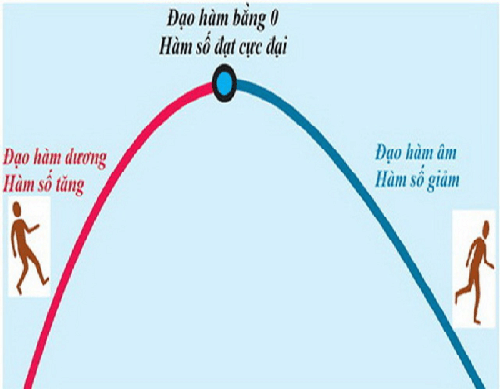 Đạo hàm bằng 0
Hàm số đạt cực đại
Đạo hàm dương
Hàm số tăng
Đạo hàm âm
Hàm số giảm